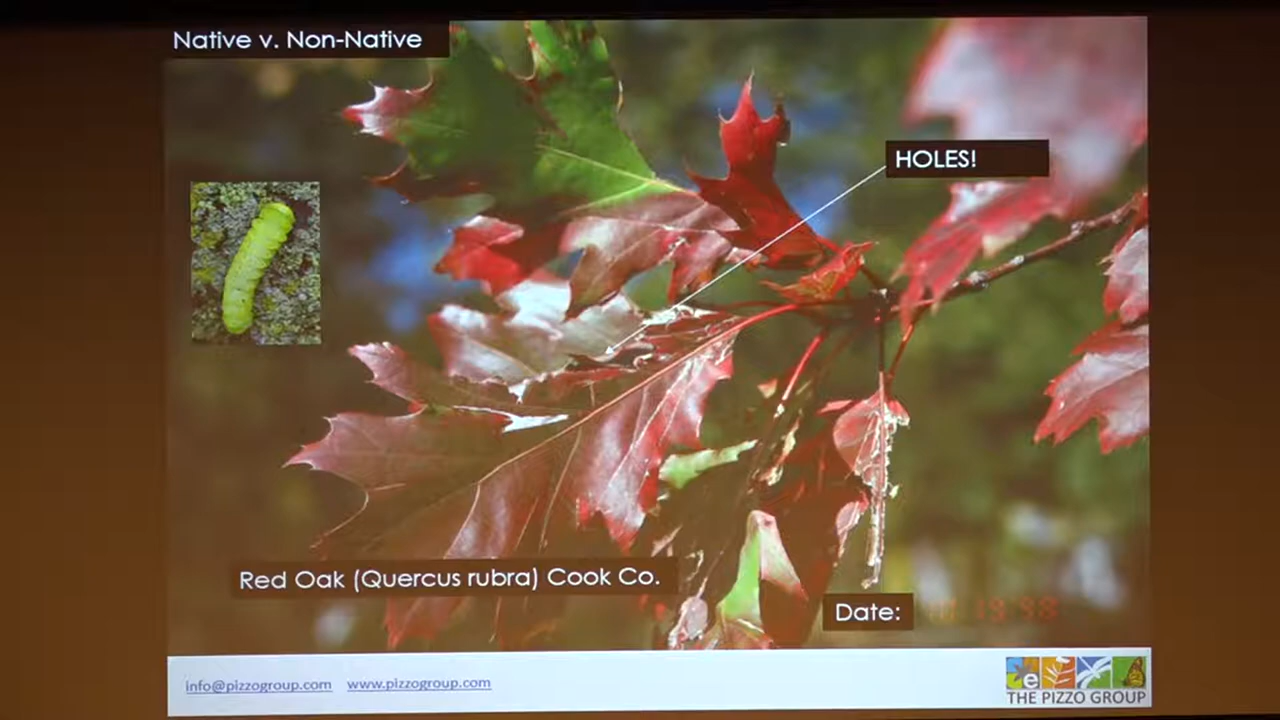 Native v. Non-Native
HOLES!
Red Oak (Quercus rubra) Cook Co.
Date:
info@pizzogroup.com www.pizzogroup.com
e
THE PIZZO GROUP